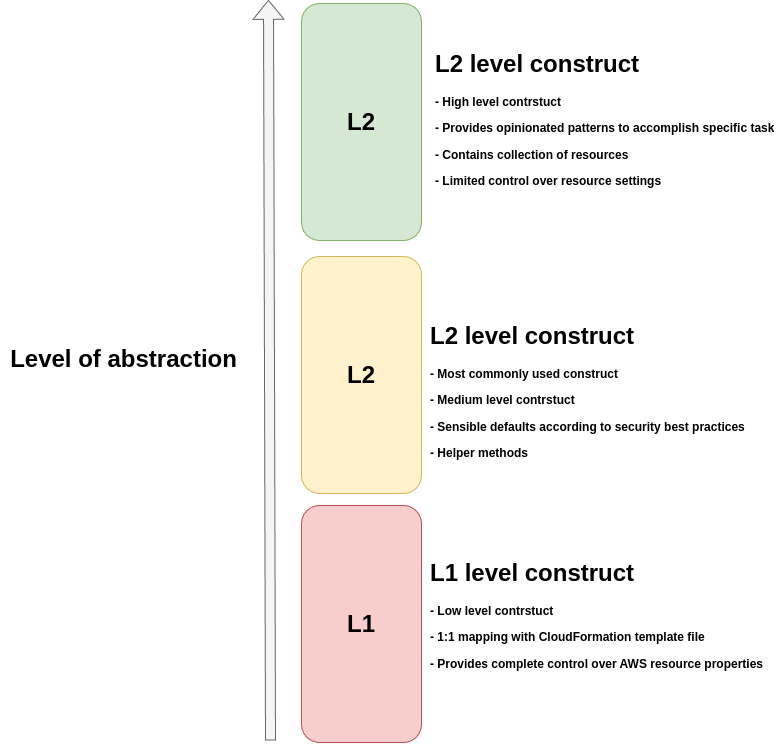 L2
L2 level construct
- High level contrstuct
- Provides opinionated patterns to accomplish specific task
- Contains collection of resources
- Limited control over resource settings
Level of abstraction
L2
L2 level construct
- Most commonly used construct
- Medium level contrstuct
- Sensible defaults according to security best practices
- Helper methods
L1
L1 level construct
- Low level contrstuct
- 1:1 mapping with CloudFormation template file
- Provides complete control over AWS resource properties